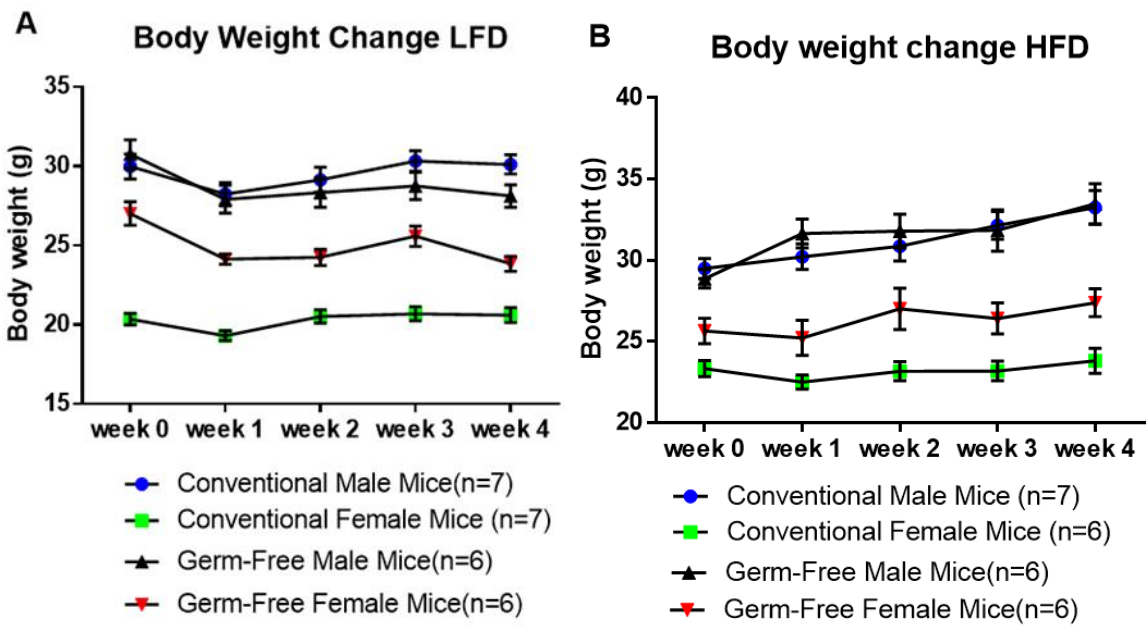 A
Body Weight Change LFD
Body weight (g)
35
30
25
20
15
week 0 week 1 week 2 week 3 week 4
Conventional Male Mice(n=7)
Conventional Female Mice (n=7)
Germ-Free Male Mice(n=6)
Germ-Free Female Mice(n=6)
B
Body weight change HFD
Body weight (g)
40
35
30
25
20
week 0 week 1 week 2 week 3 week 4
Conventional Male Mice (n=7)
Conventional Female Mice (n=6)
Germ-Free Male Mice(n=6)
Germ-Free Female Mice(n=6)